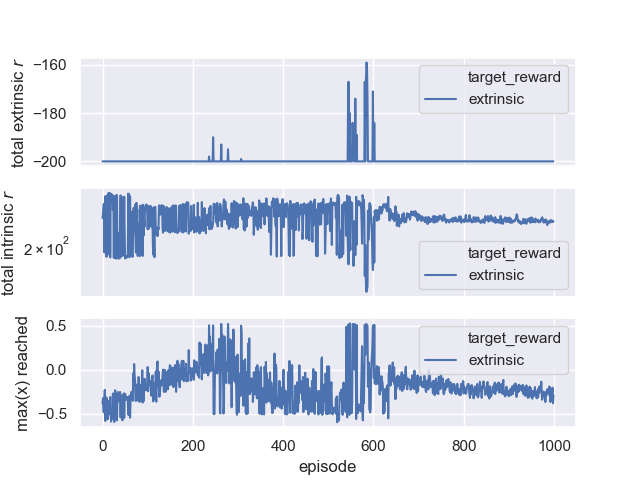 total extrinsic r
−160
−180
−200
target_reward
extrinsic
total intrinsic r
2 × 10²
target_reward
extrinsic
max(x) reached
0.5
0.0
−0.5
target_reward
extrinsic
0
200
400
600
800
1000
episode